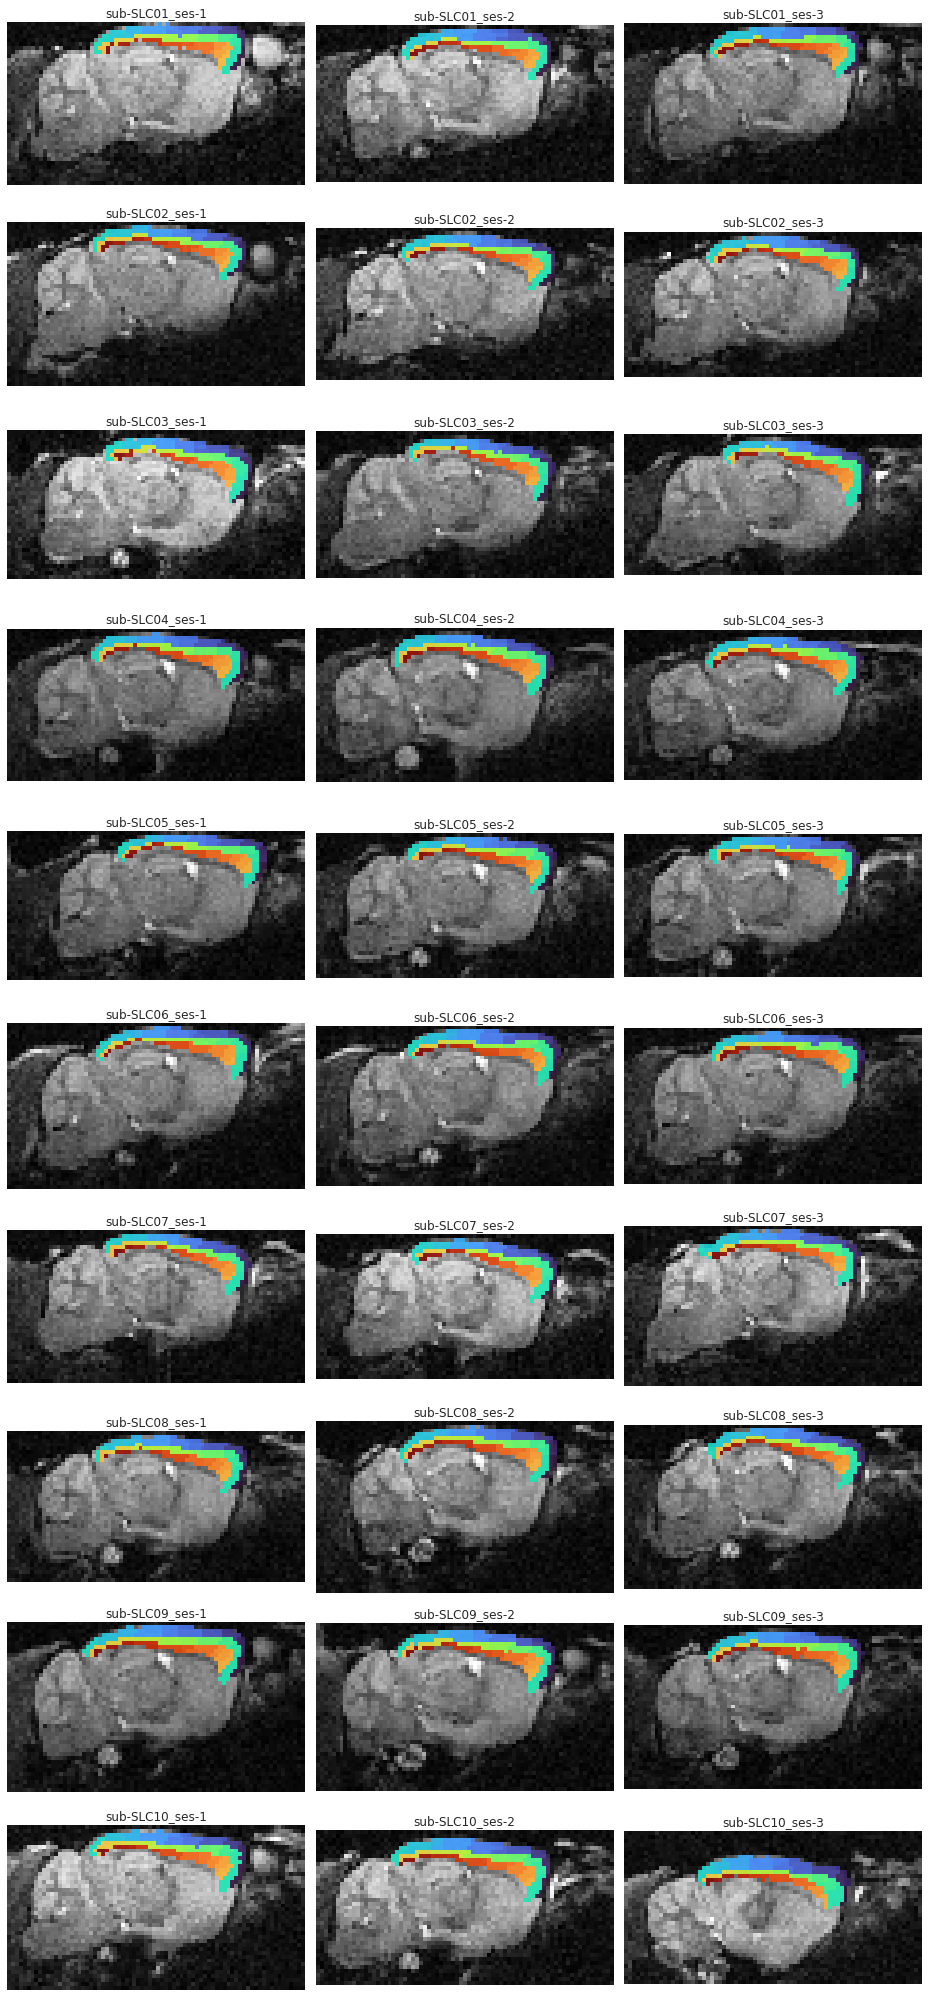 sub-SLC01_ses-1
sub-SLC01_ses-2
sub-SLC01_ses-3
sub-SLC02_ses-1
sub-SLC02_ses-2
sub-SLC02_ses-3
sub-SLC03_ses-1
sub-SLC03_ses-2
sub-SLC03_ses-3
sub-SLC04_ses-1
sub-SLC04_ses-2
sub-SLC04_ses-3
sub-SLC05_ses-1
sub-SLC05_ses-2
sub-SLC05_ses-3
sub-SLC06_ses-1
sub-SLC06_ses-2
sub-SLC06_ses-3
sub-SLC07_ses-1
sub-SLC07_ses-2
sub-SLC07_ses-3
sub-SLC08_ses-1
sub-SLC08_ses-2
sub-SLC08_ses-3
sub-SLC09_ses-1
sub-SLC09_ses-2
sub-SLC09_ses-3
sub-SLC10_ses-1
sub-SLC10_ses-2
sub-SLC10_ses-3